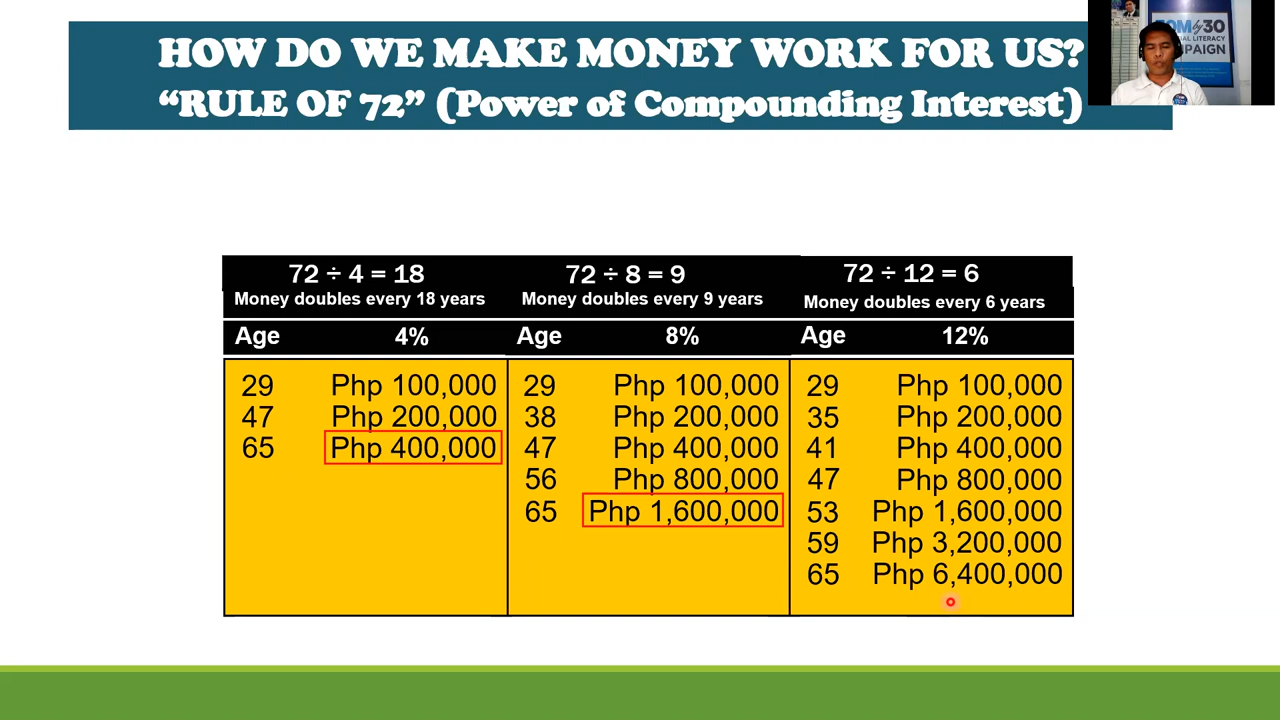 HOW DO WE MAKE MONEY WORK FOR US?
“RULE OF 72” (Power of Compounding Interest)
by30
CAMPAIGN
72 ÷ 4 = 18
Money doubles every 18 years
Age 4%
29 Php 100,000
47 Php 200,000
65 Php 400,000
72 ÷ 8 = 9
Money doubles every 9 years
Age 8%
29 Php 100,000
38 Php 200,000
47 Php 400,000
56 Php 800,000
65 Php 1,600,000
72 ÷ 12 = 6
Money doubles every 6 years
Age 12%
29 Php 100,000
35 Php 200,000
41 Php 400,000
47 Php 800,000
53 Php 1,600,000
59 Php 3,200,000
65 Php 6,400,000